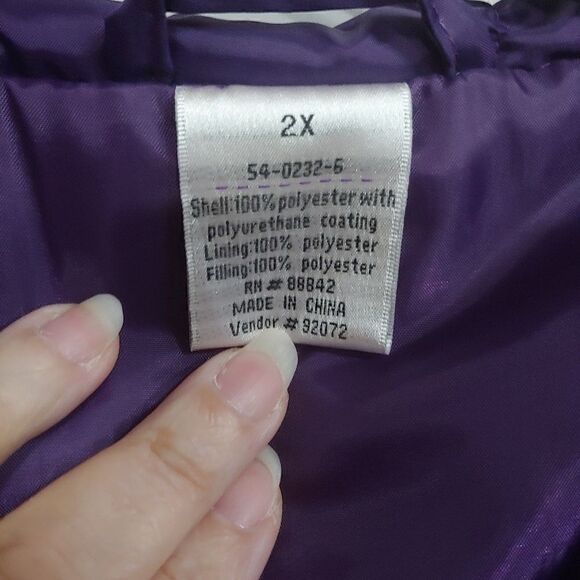 2X
54-0232-6
Shell:100% polyester with
polyurethane coating
Lining:100% polyester
Filling:100% polyester
RN # 88842
MADE IN CHINA
Vendor # 92072